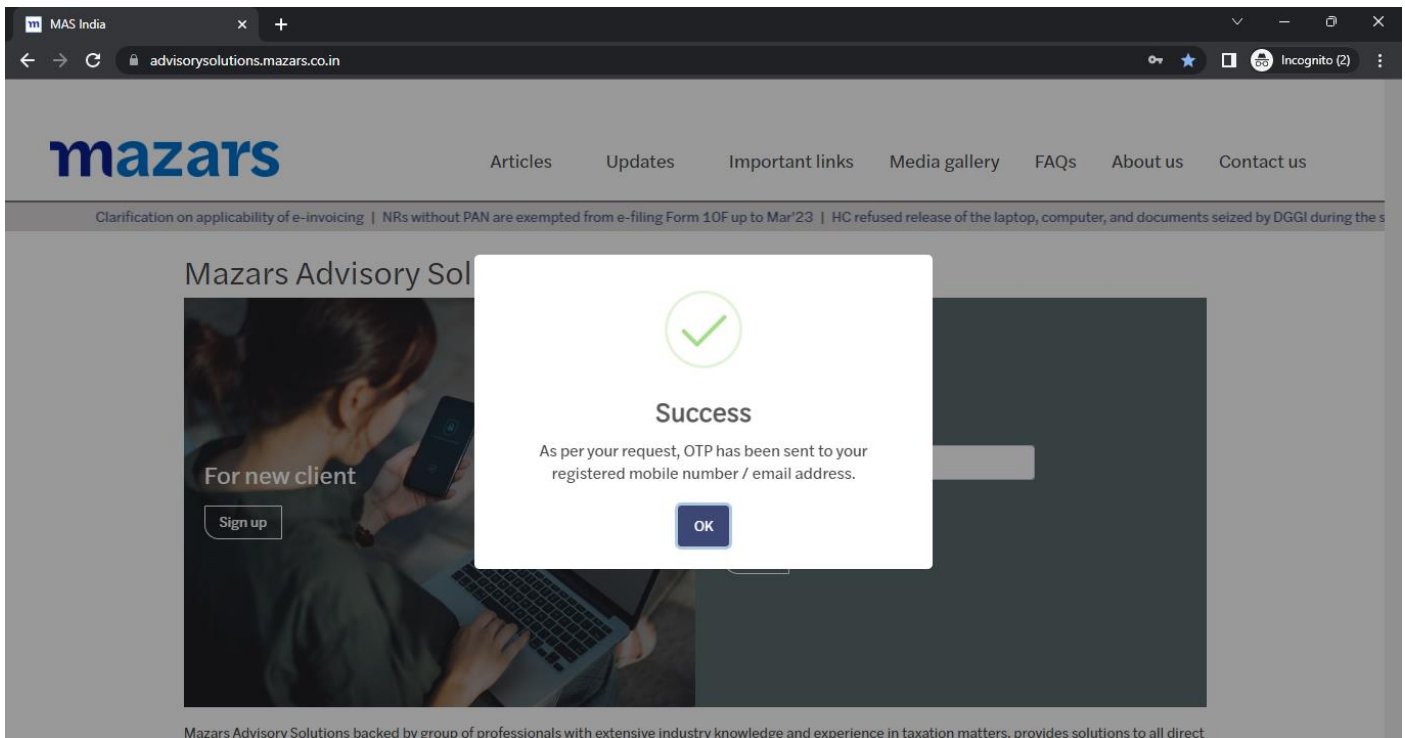 MAS India
advisorysolutions.mazars.co.in
Incognito (2)
mazars
Articles Updates Important links Media gallery FAQs About us Contact us
Clarification on applicability of e-invoicing | NRs without PAN are exempted from e-filing Form 10F up to Mar'23 | HC refused release of the laptop, computer, and documents seized by DGGI during the s
Mazars Advisory Sol
For new client
Sign up
Success
As per your request, OTP has been sent to your
registered mobile number / email address.
OK
Mazars Advisory Solutions backed by group of professionals with extensive industry knowledge and experience in taxation matters, provides solutions to all direct